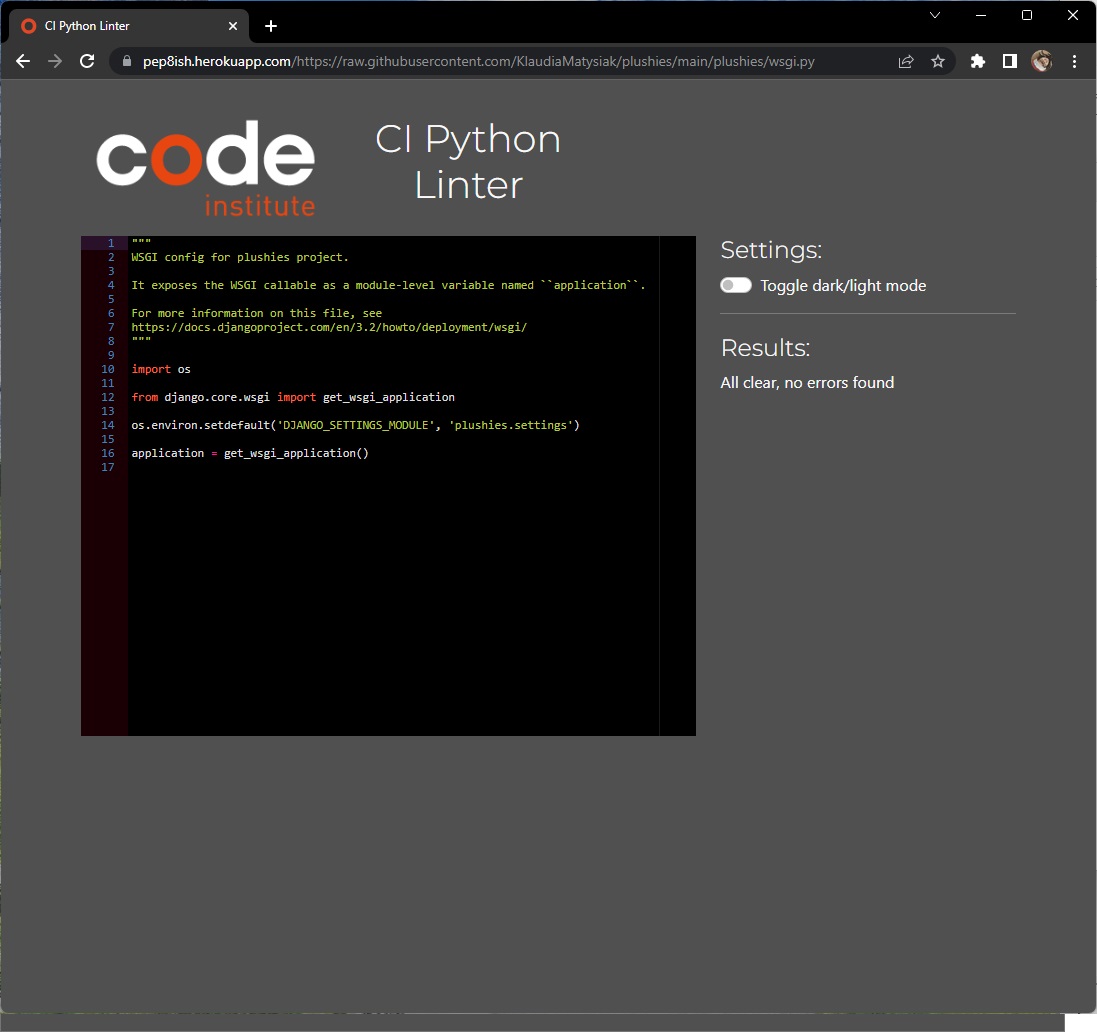 CI Python Linter
pep8ish.herokuapp.com/https://raw.githubusercontent.com/KlaudiaMatysiak/plushies/main/plushies/wsgi.py
code
institute
CI Python
Linter
1 """
2 WSGI config for plushies project.
3
4 It exposes the WSGI callable as a module-level variable named ``application``.
5
6 For more information on this file, see
7 https://docs.djangoproject.com/en/3.2/howto/deployment/wsgi/
8 """
9
10 import os
11
12 from django.core.wsgi import get_wsgi_application
13
14 os.environ.setdefault('DJANGO_SETTINGS_MODULE', 'plushies.settings')
15
16 application = get_wsgi_application()
17
Settings:
Toggle dark/light mode
Results:
All clear, no errors found